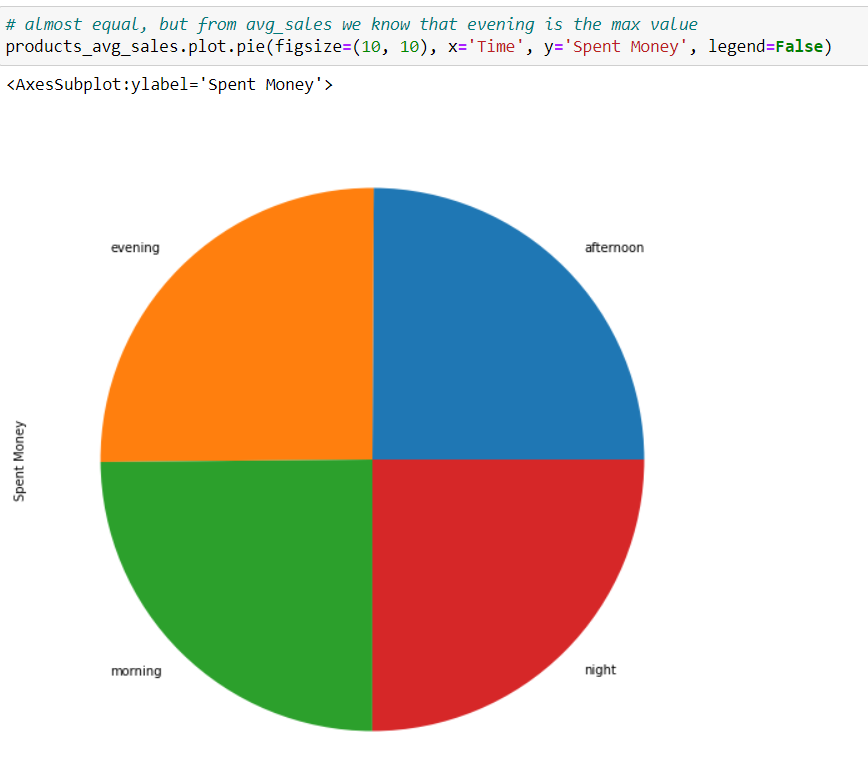 # almost equal, but from avg_sales we know that evening is the max value
products_avg_sales.plot.pie(figsize=(10, 10), x='Time', y='Spent Money', legend=False)
<AxesSubplot:ylabel='Spent Money'>
evening
afternoon
Spent Money
morning
night